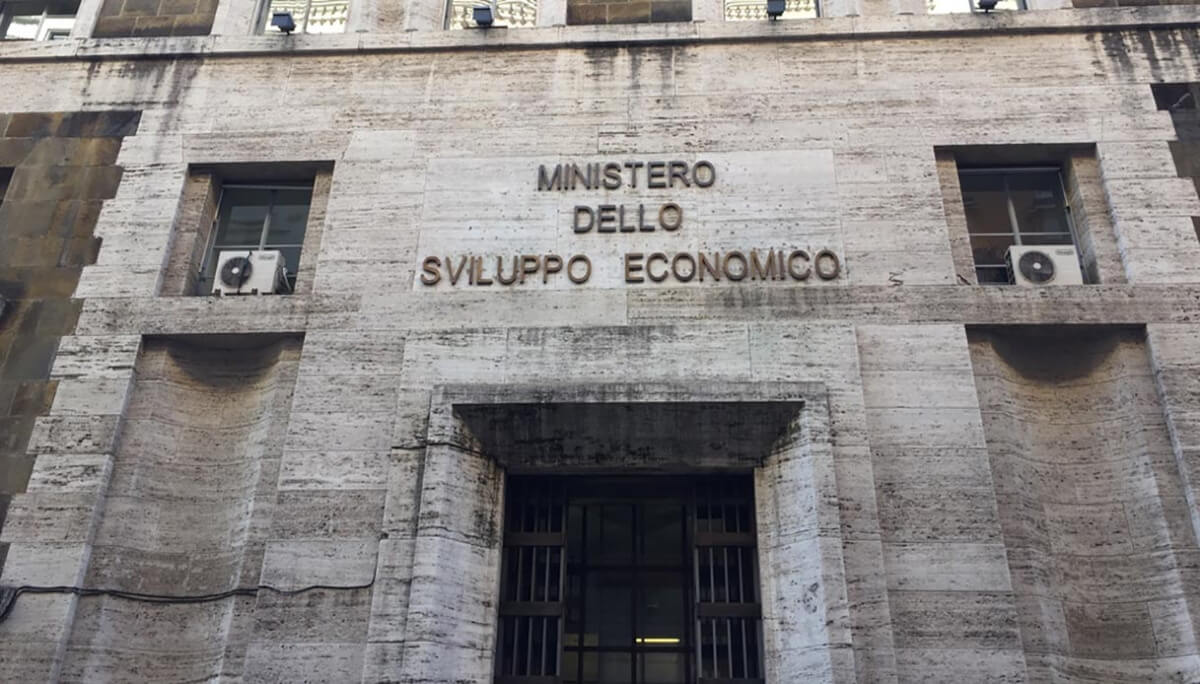 MINISTERO
DELLO
SVILUPPO ECONOMICO